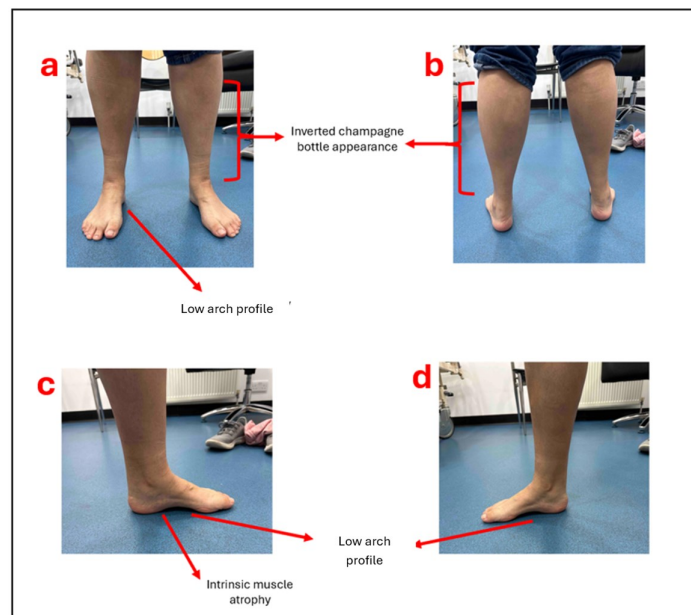 a
b
Inverted champagne
bottle appearance
Low arch profile
c
d
Low arch
profile
Intrinsic muscle
atrophy